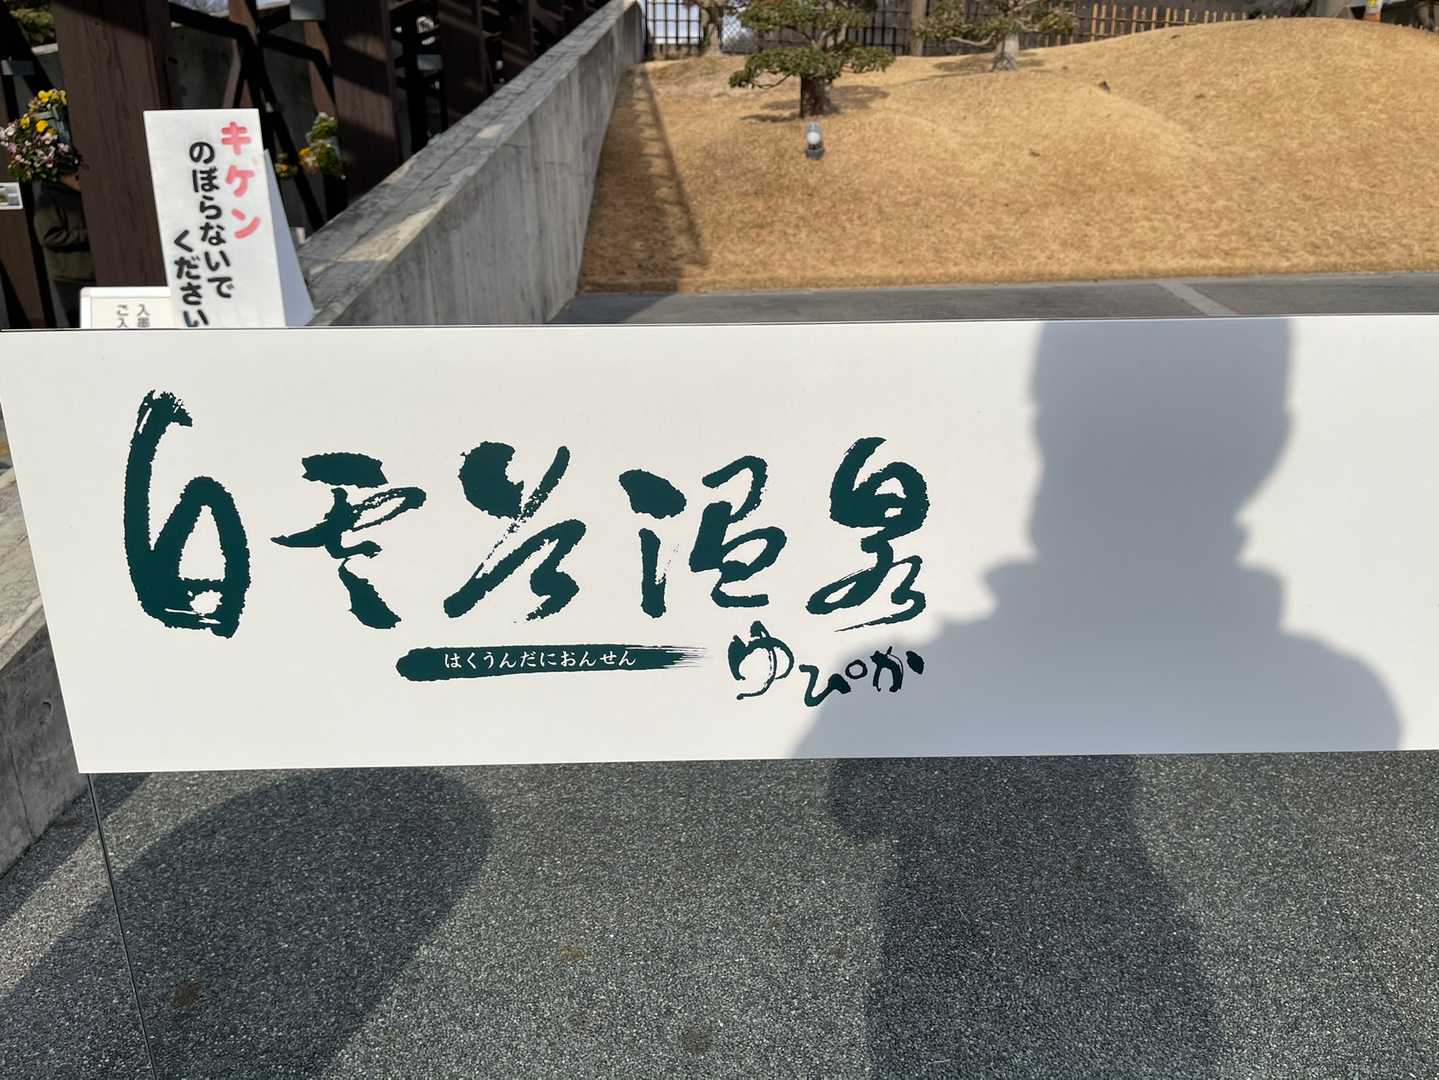 キケン
のぼらないで
ください
白雲谷温泉
はくうんだにおんせん
ゆぴか